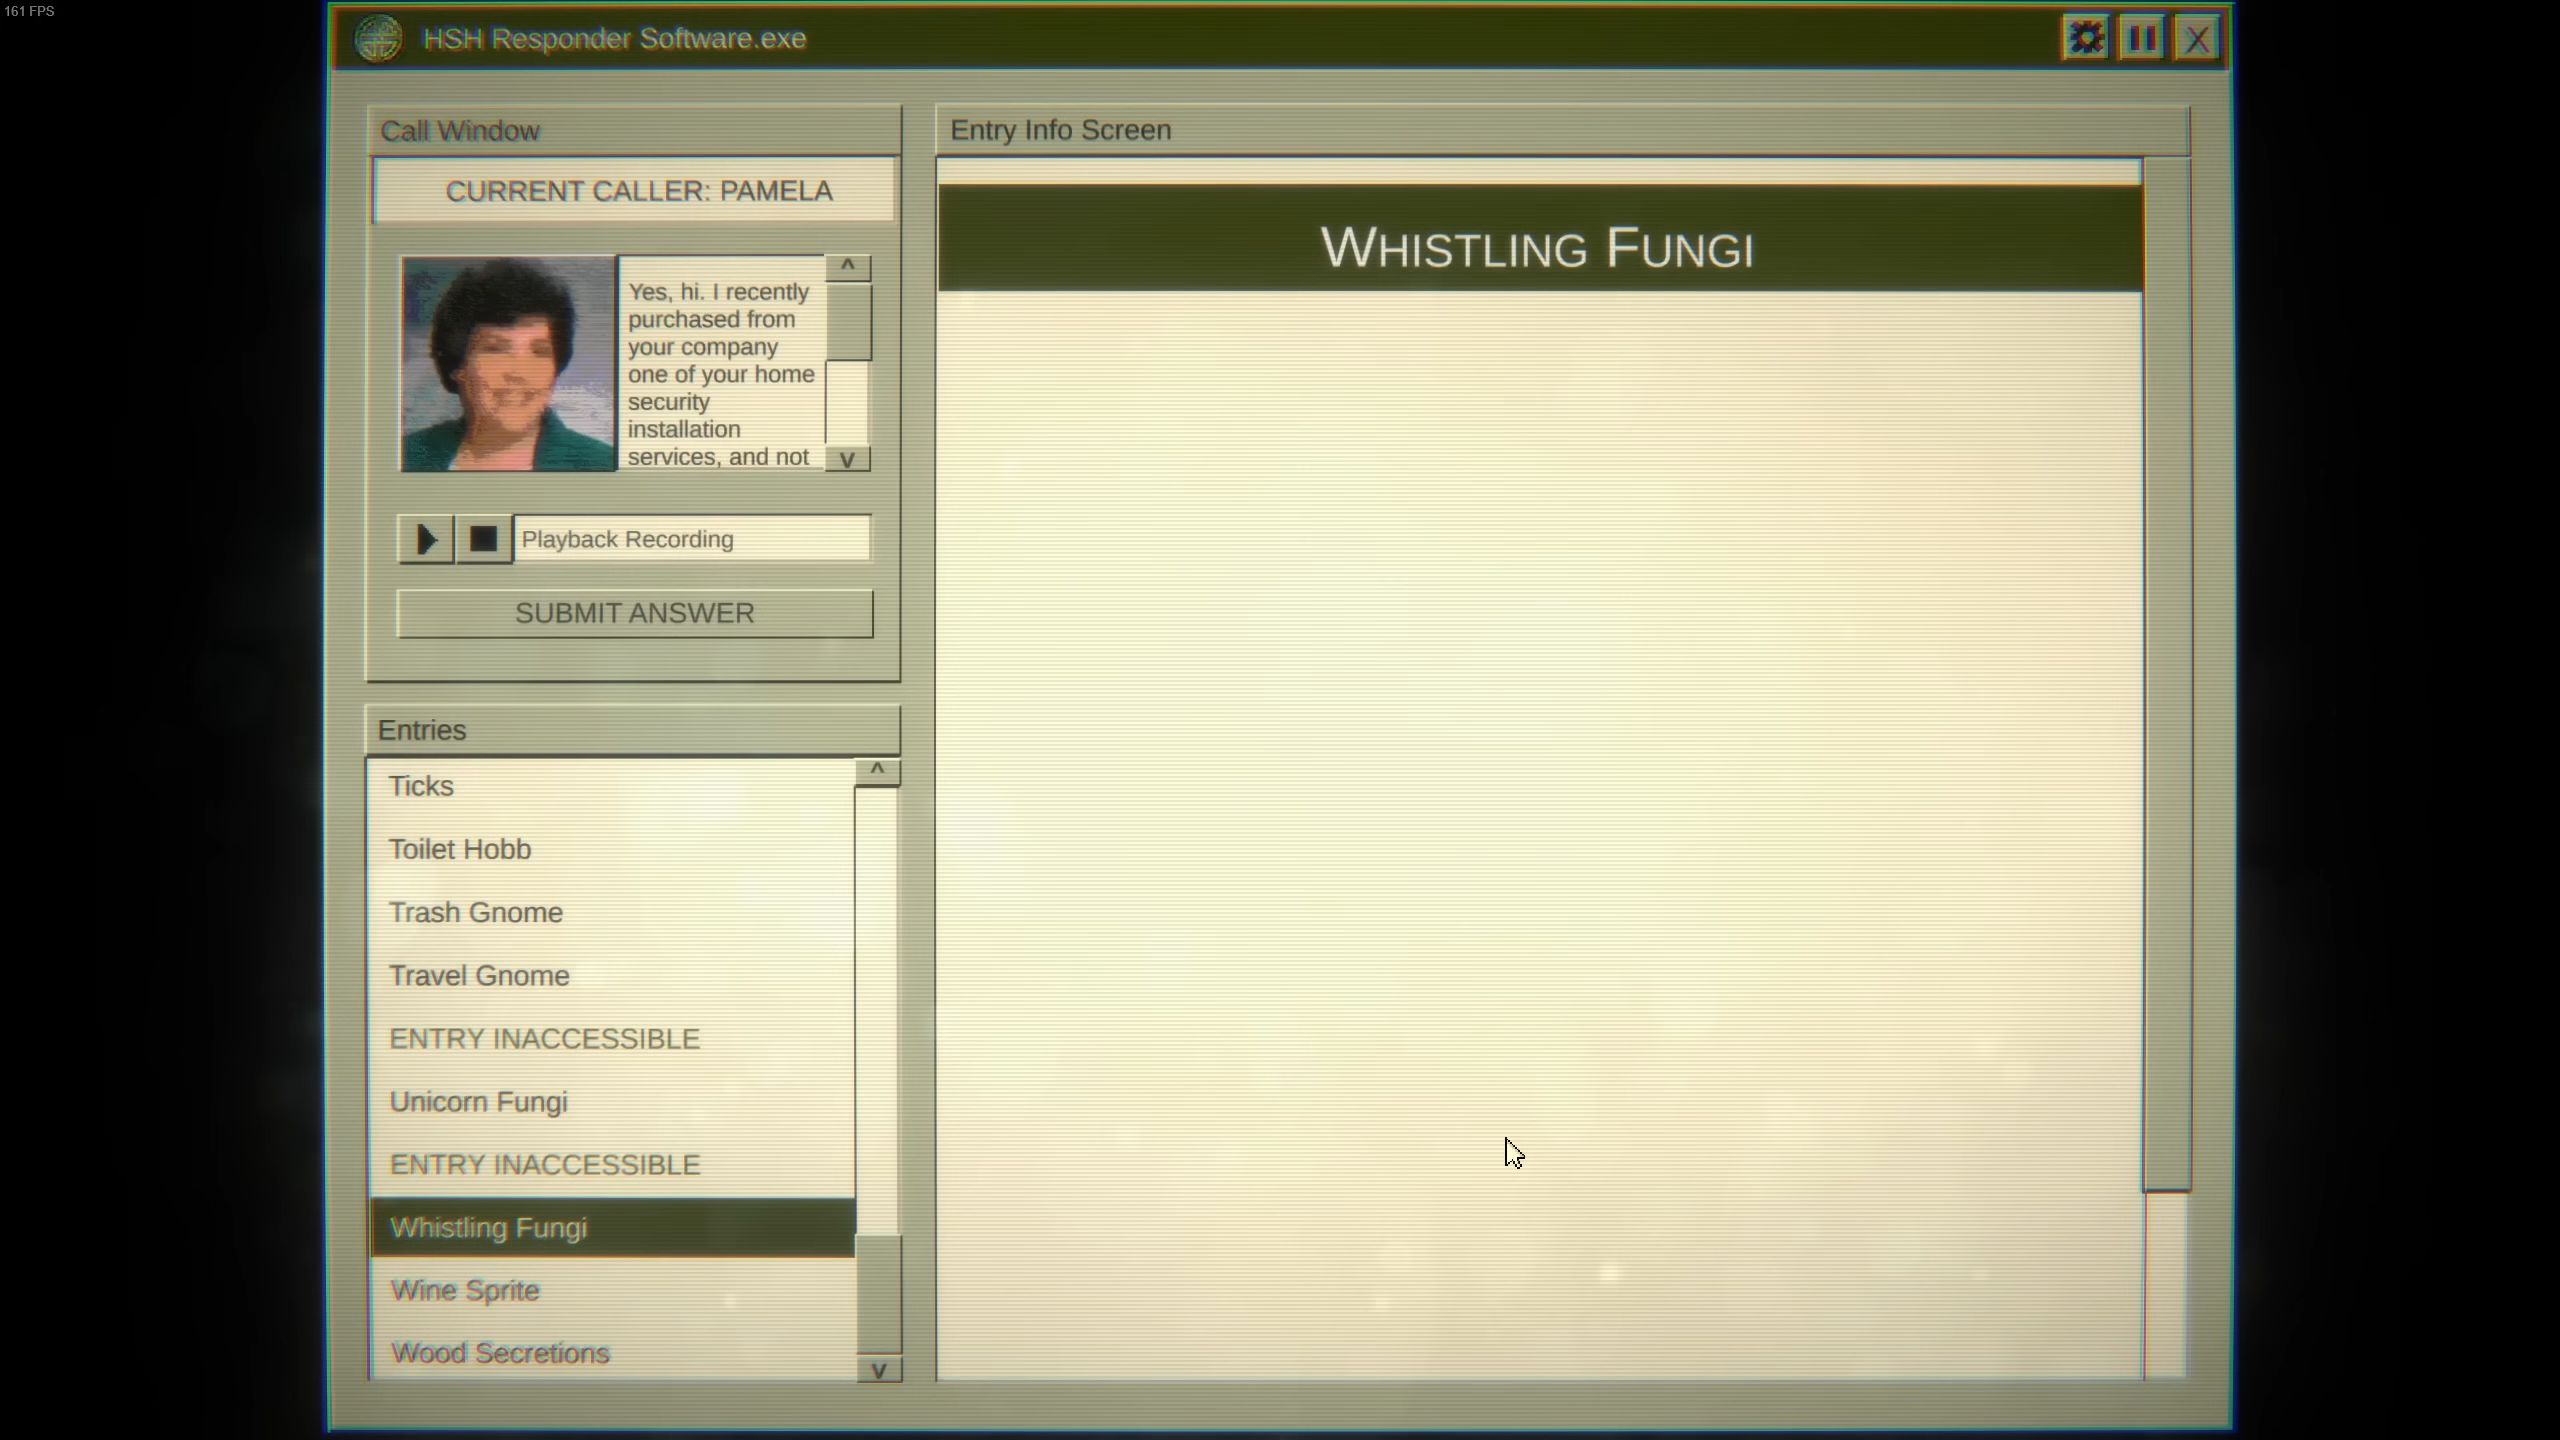 161 FPS
HSH Responder Software.exe
X
Call Window
CURRENT CALLER: PAMELA
Yes, hi. I recently
purchased from
your company
one of your home
security
installation
services, and not
Playback Recording
SUBMIT ANSWER
Entries
Ticks
Toilet Hobb
Trash Gnome
Travel Gnome
ENTRY INACCESSIBLE
Unicorn Fungi
ENTRY INACCESSIBLE
Whistling Fungi
Wine Sprite
Wood Secretions
Entry Info Screen
WHISTLING FUNGI